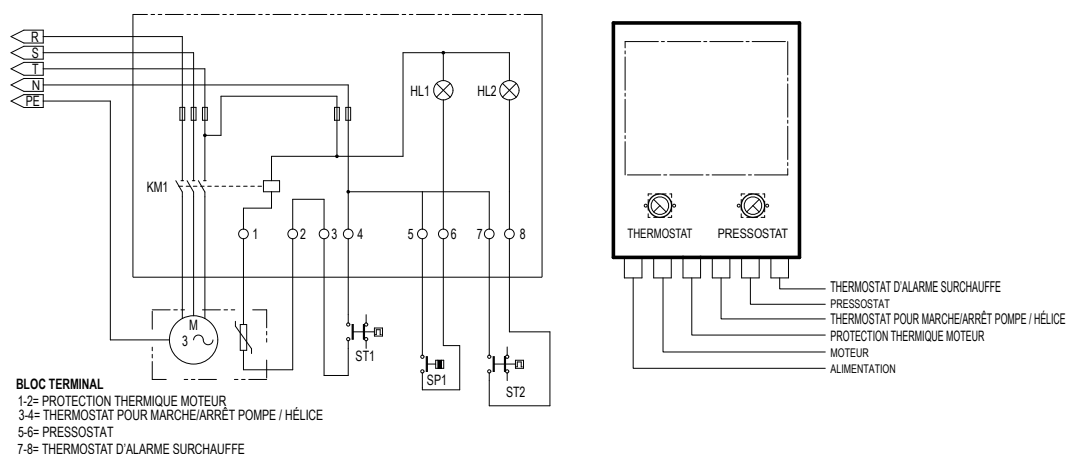 R
S
T
N
PE
HL1
HL2
KM1
1
2
3
4
5
6
7
8
M
3
ST1
SP1
ST2
BLOC TERMINAL
1-2= PROTECTION THERMIQUE MOTEUR
3-4= THERMOSTAT POUR MARCHE/ARRÊT POMPE / HÉLICE
5-6= PRESSOSTAT
7-8= THERMOSTAT D'ALARME SURCHAUFFE
THERMOSTAT
PRESSOSTAT
THERMOSTAT D'ALARME SURCHAUFFE
PRESSOSTAT
THERMOSTAT POUR MARCHE/ARRÊT POMPE / HÉLICE
PROTECTION THERMIQUE MOTEUR
MOTEUR
ALIMENTATION